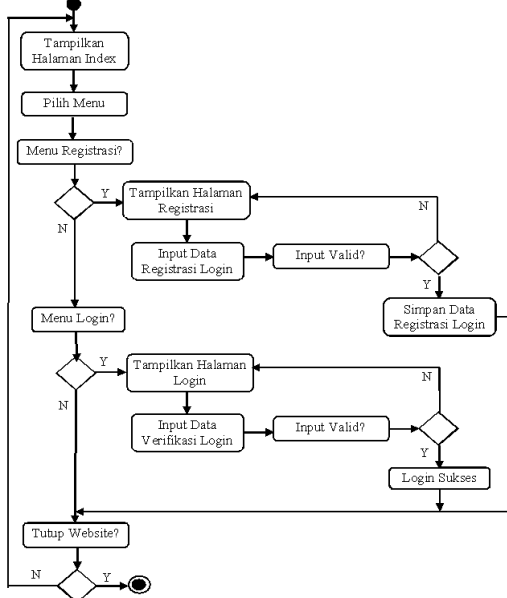 Tampilkan
Halaman Index
Pilih Menu
Menu Registrasi?
Y
N
Tampilkan Halaman
Registrasi
Input Data
Registrasi Login
Input Valid?
N
Y
Simpan Data
Registrasi Login
Menu Login?
Y
N
Tampilkan Halaman
Login
Input Data
Verifikasi Login
Input Valid?
N
Y
Login Sukses
Tutup Website?
N
Y